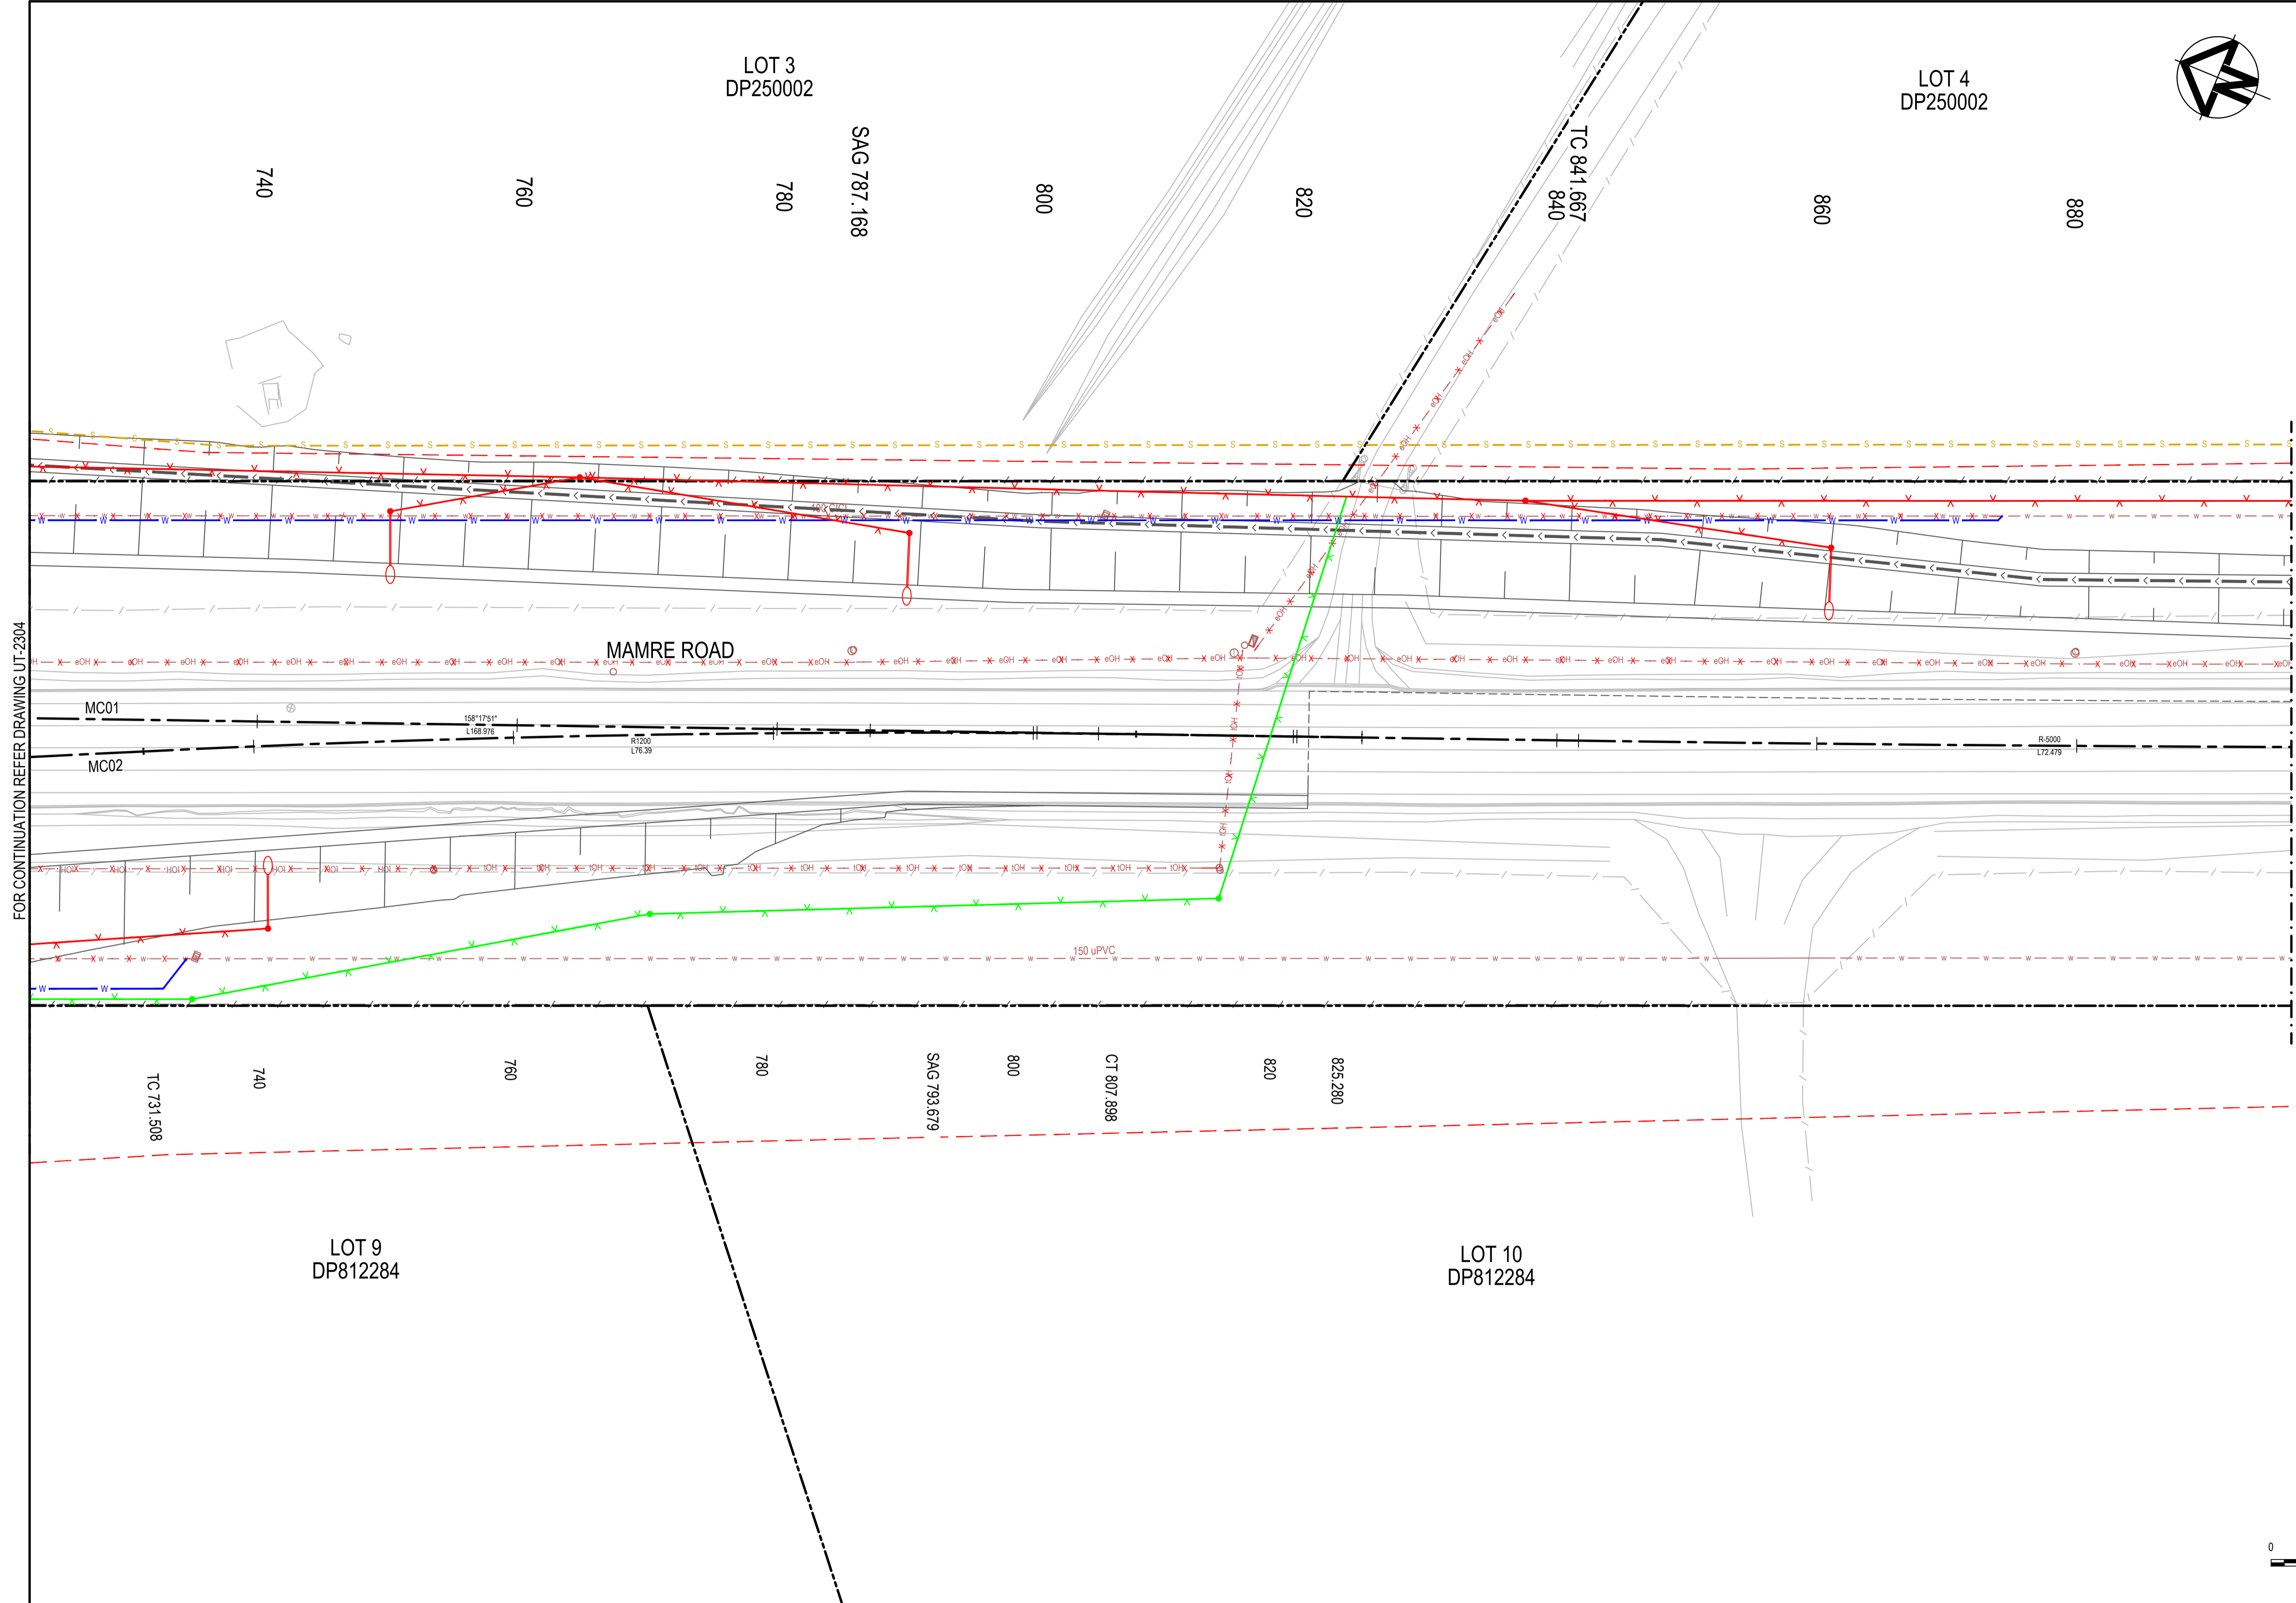 LOT 3
DP250002
LOT 4
DP250002
N
740
760
780
SAG 787.168
800
820
TC 841.667
840
860
880
MAMRE ROAD
MC01
158°17'51"
L168.976
MC02
R1200
L76.39
R-5000
L72.479
150 uPVC
FOR CONTINUATION REFER DRAWING UT-2304
TC 731.508
740
760
780
SAG 793.679
800
CT 807.898
820
825.280
LOT 9
DP812284
LOT 10
DP812284
0